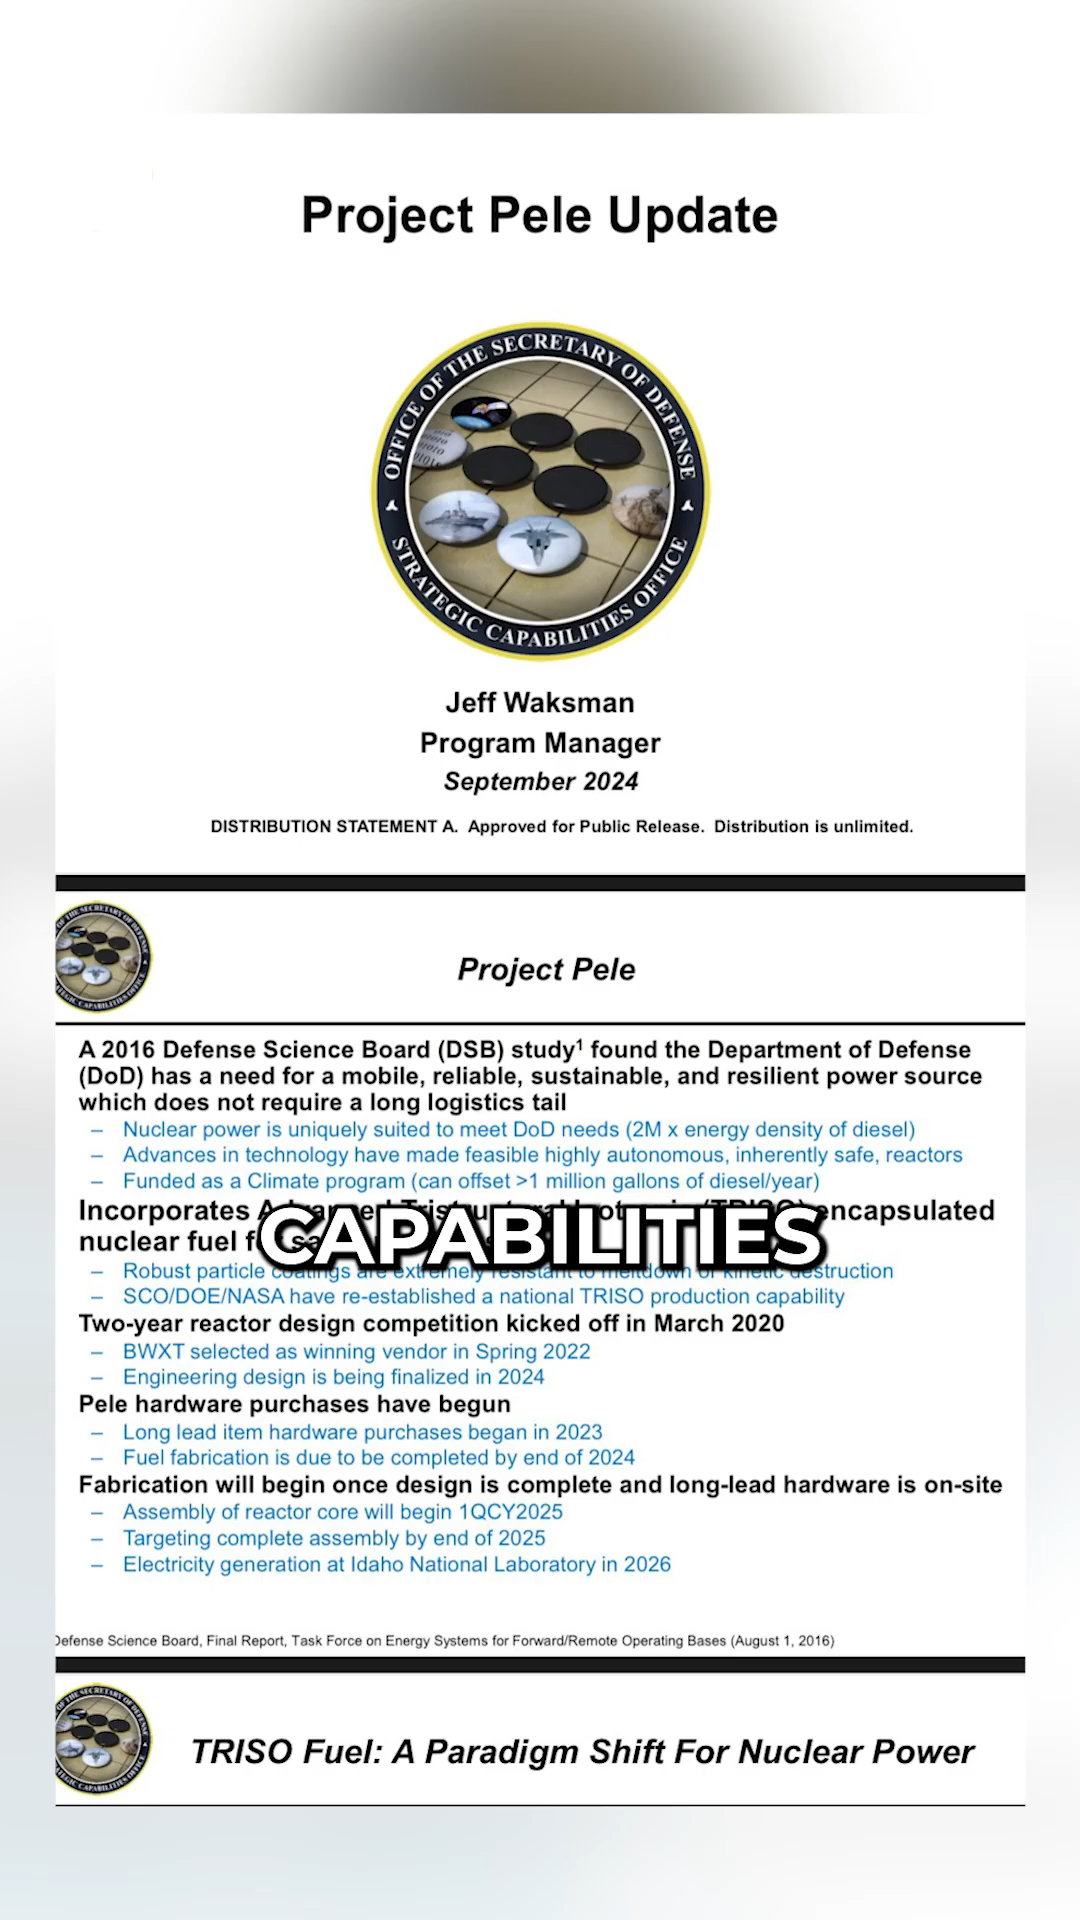 Project Pele Update
OFFICE OF THE SECRETARY OF DEFENSE
STRATEGIC CAPABILITIES OFFICE
Jeff Waksman
Program Manager
September 2024
DISTRIBUTION STATEMENT A. Approved for Public Release. Distribution is unlimited.
Project Pele
A 2016 Defense Science Board (DSB) study¹ found the Department of Defense
(DoD) has a need for a mobile, reliable, sustainable, and resilient power source
which does not require a long logistics tail
– Nuclear power is uniquely suited to meet DoD needs (2M x energy density of diesel)
– Advances in technology have made feasible highly autonomous, inherently safe, reactors
– Funded as a Climate program (can offset >1 million gallons of diesel/year)
Incorporates encapsulated
nuclear fuel
CAPABILITIES
– Robust particle coatings are extremely resistant to meltdown or kinetic destruction
– SCO/DOE/NASA have re-established a national TRISO production capability
Two-year reactor design competition kicked off in March 2020
– BWXT selected as winning vendor in Spring 2022
– Engineering design is being finalized in 2024
Pele hardware purchases have begun
– Long lead item hardware purchases began in 2023
– Fuel fabrication is due to be completed by end of 2024
Fabrication will begin once design is complete and long-lead hardware is on-site
– Assembly of reactor core will begin 1QCY2025
– Targeting complete assembly by end of 2025
– Electricity generation at Idaho National Laboratory in 2026
Defense Science Board, Final Report, Task Force on Energy Systems for Forward/Remote Operating Bases (August 1, 2016)
TRISO Fuel: A Paradigm Shift For Nuclear Power